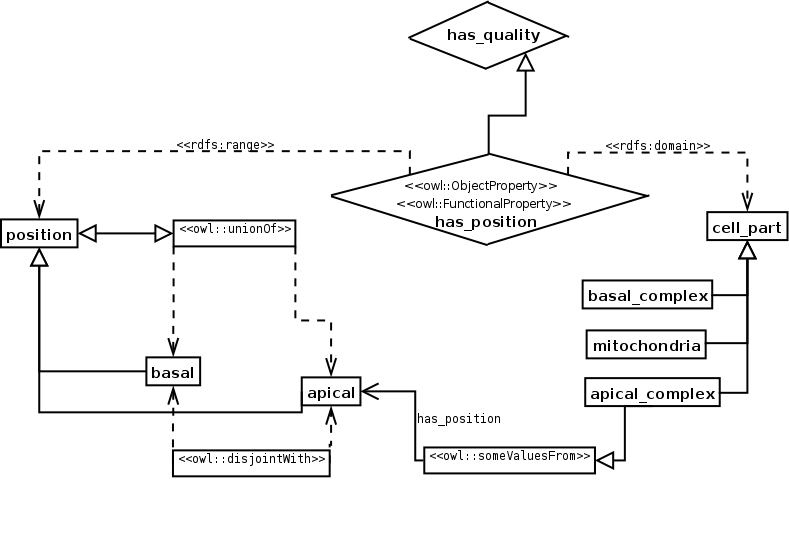 has_quality
<<rdfs:range>>
<<rdfs:domain>>
<<owl::ObjectProperty>>
<<owl::FunctionalProperty>>
has_position
position
<<owl::unionOf>>
cell_part
basal_complex
mitochondria
basal
apical
apical_complex
has_position
<<owl::disjointWith>>
<<owl::someValuesFrom>>